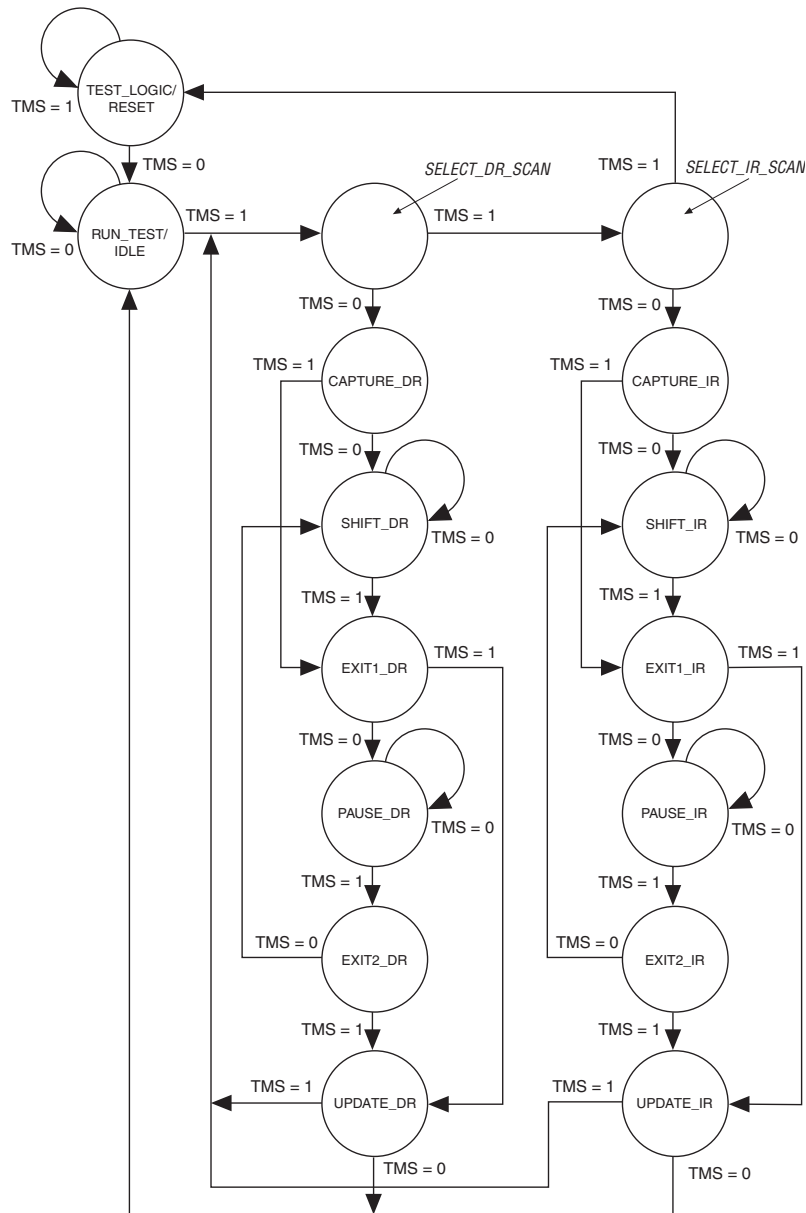 TEST_LOGIC/
RESET
TMS = 1
TMS = 0
SELECT_DR_SCAN
TMS = 1
SELECT_IR_SCAN
RUN_TEST/
IDLE
TMS = 0
TMS = 1
TMS = 1
TMS = 0
TMS = 0
TMS = 1
CAPTURE_DR
TMS = 1
CAPTURE_IR
TMS = 0
TMS = 0
SHIFT_DR
TMS = 0
SHIFT_IR
TMS = 0
TMS = 1
TMS = 1
EXIT1_DR
TMS = 1
EXIT1_IR
TMS = 1
TMS = 0
TMS = 0
PAUSE_DR
TMS = 0
PAUSE_IR
TMS = 0
TMS = 1
TMS = 1
TMS = 0
EXIT2_DR
TMS = 0
EXIT2_IR
TMS = 1
TMS = 1
TMS = 1
UPDATE_DR
TMS = 1
UPDATE_IR
TMS = 0
TMS = 0